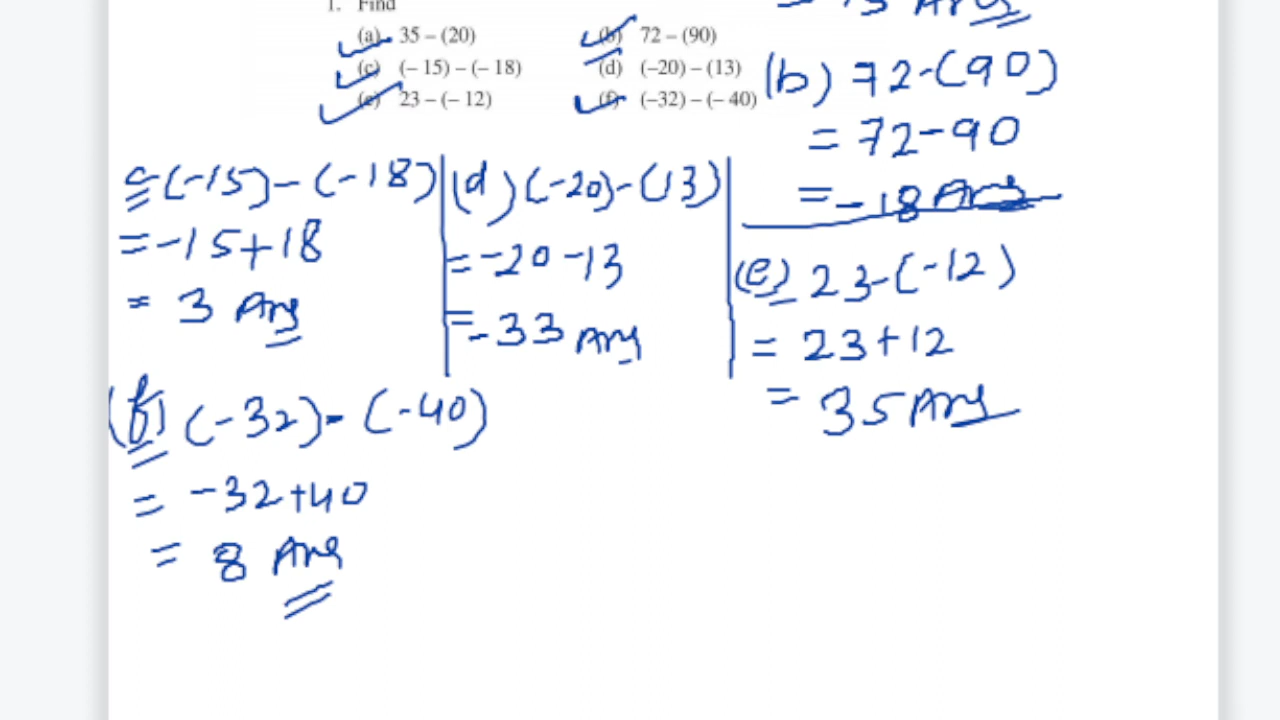 1. Find
(a) 35 – (20)
(b) 72 – (90)
(c) (– 15) – (– 18)
(d) (–20) – (13)
(e) 23 – (– 12)
(f) (–32) – (– 40)
= 15 Ans
(b) 72-(90)
= 72-90
= -18 Ans
c (-15) - (-18)
= -15+18
= 3 Ans
(d) (-20)-(13)
= -20-13
= -33 Ans
(e) 23-(-12)
= 23+12
= 35 Ans
(f) (-32)-(-40)
= -32+40
= 8 Ans